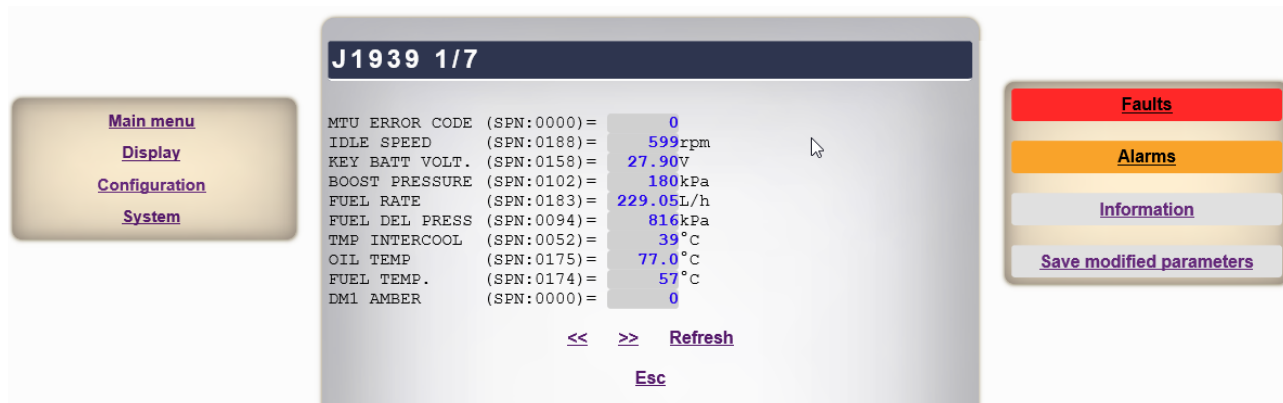 J1939 1/7
Main menu
Display
Configuration
System
MTU ERROR CODE (SPN:0000)= 0
IDLE SPEED (SPN:0188)= 599rpm
KEY BATT VOLT. (SPN:0158)= 27.90V
BOOST PRESSURE (SPN:0102)= 180kPa
FUEL RATE (SPN:0183)= 229.05L/h
FUEL DEL PRESS (SPN:0094)= 816kPa
TMP INTERCOOL (SPN:0052)= 39°C
OIL TEMP (SPN:0175)= 77.0°C
FUEL TEMP. (SPN:0174)= 57°C
DM1 AMBER (SPN:0000)= 0
<< >> Refresh
Esc
Faults
Alarms
Information
Save modified parameters